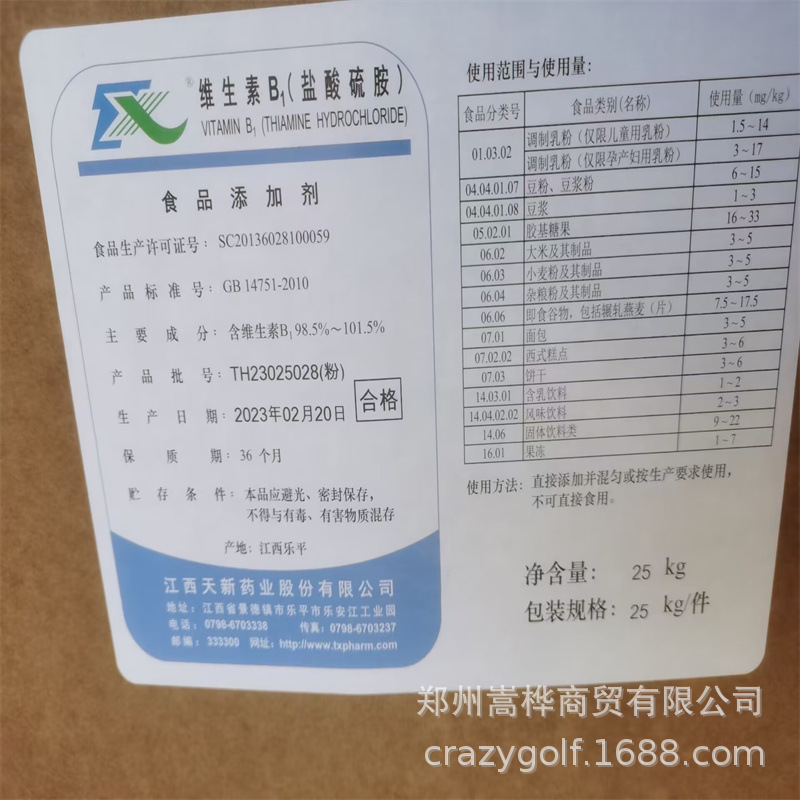 ® 维生素 B1(盐酸硫胺)
VITAMIN B1 (THIAMINE HYDROCHLORIDE)
食品添加剂
食品生产许可证号: SC20136028100059
产品标准号: GB 14751-2010
主要成分: 含维生素B1 98.5%～101.5%
产品批号: TH23025028(粉)
生产日期: 2023年02月20日
合格
保质期: 36 个月
贮存条件: 本品应避光、密封保存,
不得与有毒、有害物质混存
产地: 江西乐平
江西天新药业股份有限公司
地址: 江西省景德镇市乐平市乐安江工业园
电话: 0798-6703338 传真: 0798-6703237
邮编: 333300 网址: http://www.txpharm.com
使用范围与使用量:
食品分类号 食品类别(名称) 使用量 (mg/kg)
01.03.02 调制乳粉 (仅限儿童用乳粉) 1.5~14
调制乳粉 (仅限孕产妇用乳粉) 3~17
04.04.01.07 豆粉、豆浆粉 6~15
04.04.01.08 豆浆 1~3
05.02.01 胶基糖果 16~33
06.02 大米及其制品 3~5
06.03 小麦粉及其制品 3~5
06.04 杂粮粉及其制品 3~5
06.06 即食谷物, 包括辗轧燕麦 (片) 7.5~17.5
07.01 面包 3~5
07.02.02 西式糕点 3~6
07.03 饼干 3~6
14.03.01 含乳饮料 1~2
14.04.02.02 风味饮料 2~3
14.06 固体饮料类 9~22
16.01 果冻 1~7
使用方法: 直接添加并混匀或按生产要求使用,
不可直接食用。
净含量: 25 kg
包装规格: 25 kg/件
郑州嵩桦商贸有限公司
crazygolf.1688.com